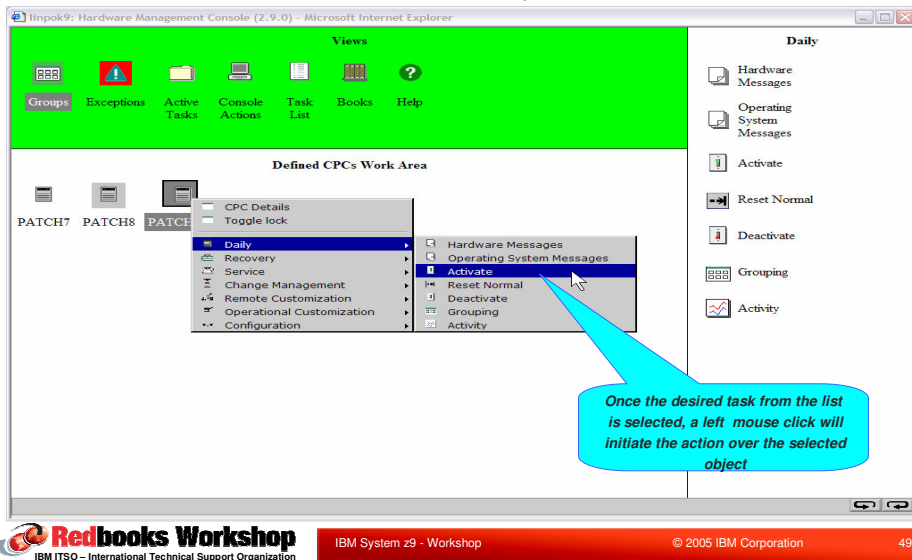 linpok9: Hardware Management Console (2.9.0) - Microsoft Internet Explorer
Views
Groups
Exceptions
Active
Tasks
Console
Actions
Task
List
Books
Help
Defined CPCs Work Area
PATCH7
PATCH8
PATCH
CPC Details
Toggle lock
Daily
Recovery
Service
Change Management
Remote Customization
Operational Customization
Configuration
Hardware Messages
Operating System Messages
Activate
Reset Normal
Deactivate
Grouping
Activity
Once the desired task from the list
is selected, a left mouse click will
initiate the action over the selected
object
Daily
Hardware
Messages
Operating
System
Messages
Activate
Reset Normal
Deactivate
Grouping
Activity
Redbooks Workshop
IBM ITSO – International Technical Support Organization
IBM System z9 - Workshop
© 2005 IBM Corporation
49